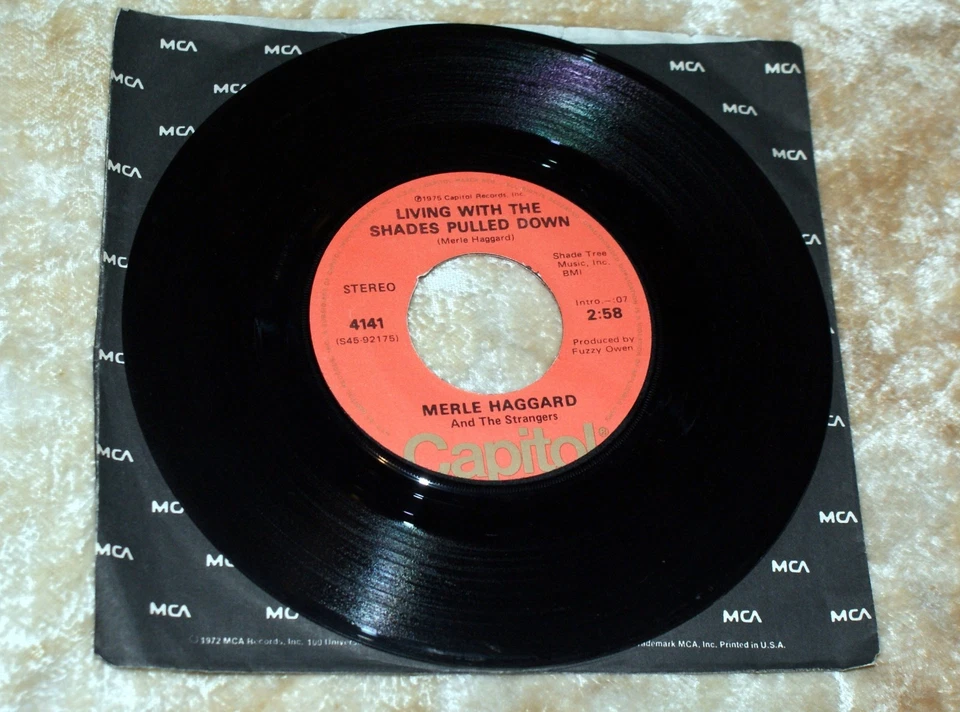 MCA
MCA
MCA
MCA
MCA
MCA
MCA
MCA
MCA
MCA
℗1975 Capitol Records, Inc.
LIVING WITH THE
SHADES PULLED DOWN
(Merle Haggard)
Shade Tree
Music, Inc.
BMI
STEREO
4141
(S45-92175)
Intro.–:07
2:58
Produced by
Fuzzy Owen
MERLE HAGGARD
And The Strangers
Capitol®
MCA
MCA
MCA
MCA
MCA
MCA
MCA
1972 MCA Records, Inc. 100 Univers
ademark MCA, Inc. Printed in U.S.A.